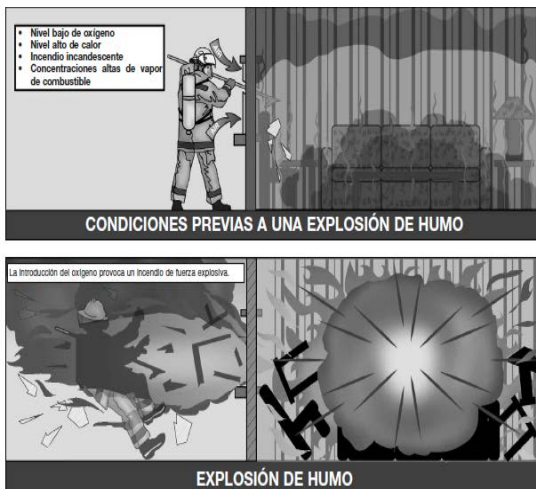 • Nivel bajo de oxígeno
• Nivel alto de calor
• Incendio incandescente
• Concentraciones altas de vapor
de combustible
CONDICIONES PREVIAS A UNA EXPLOSIÓN DE HUMO
La introducción del oxígeno provoca un incendio de fuerza explosiva.
EXPLOSIÓN DE HUMO